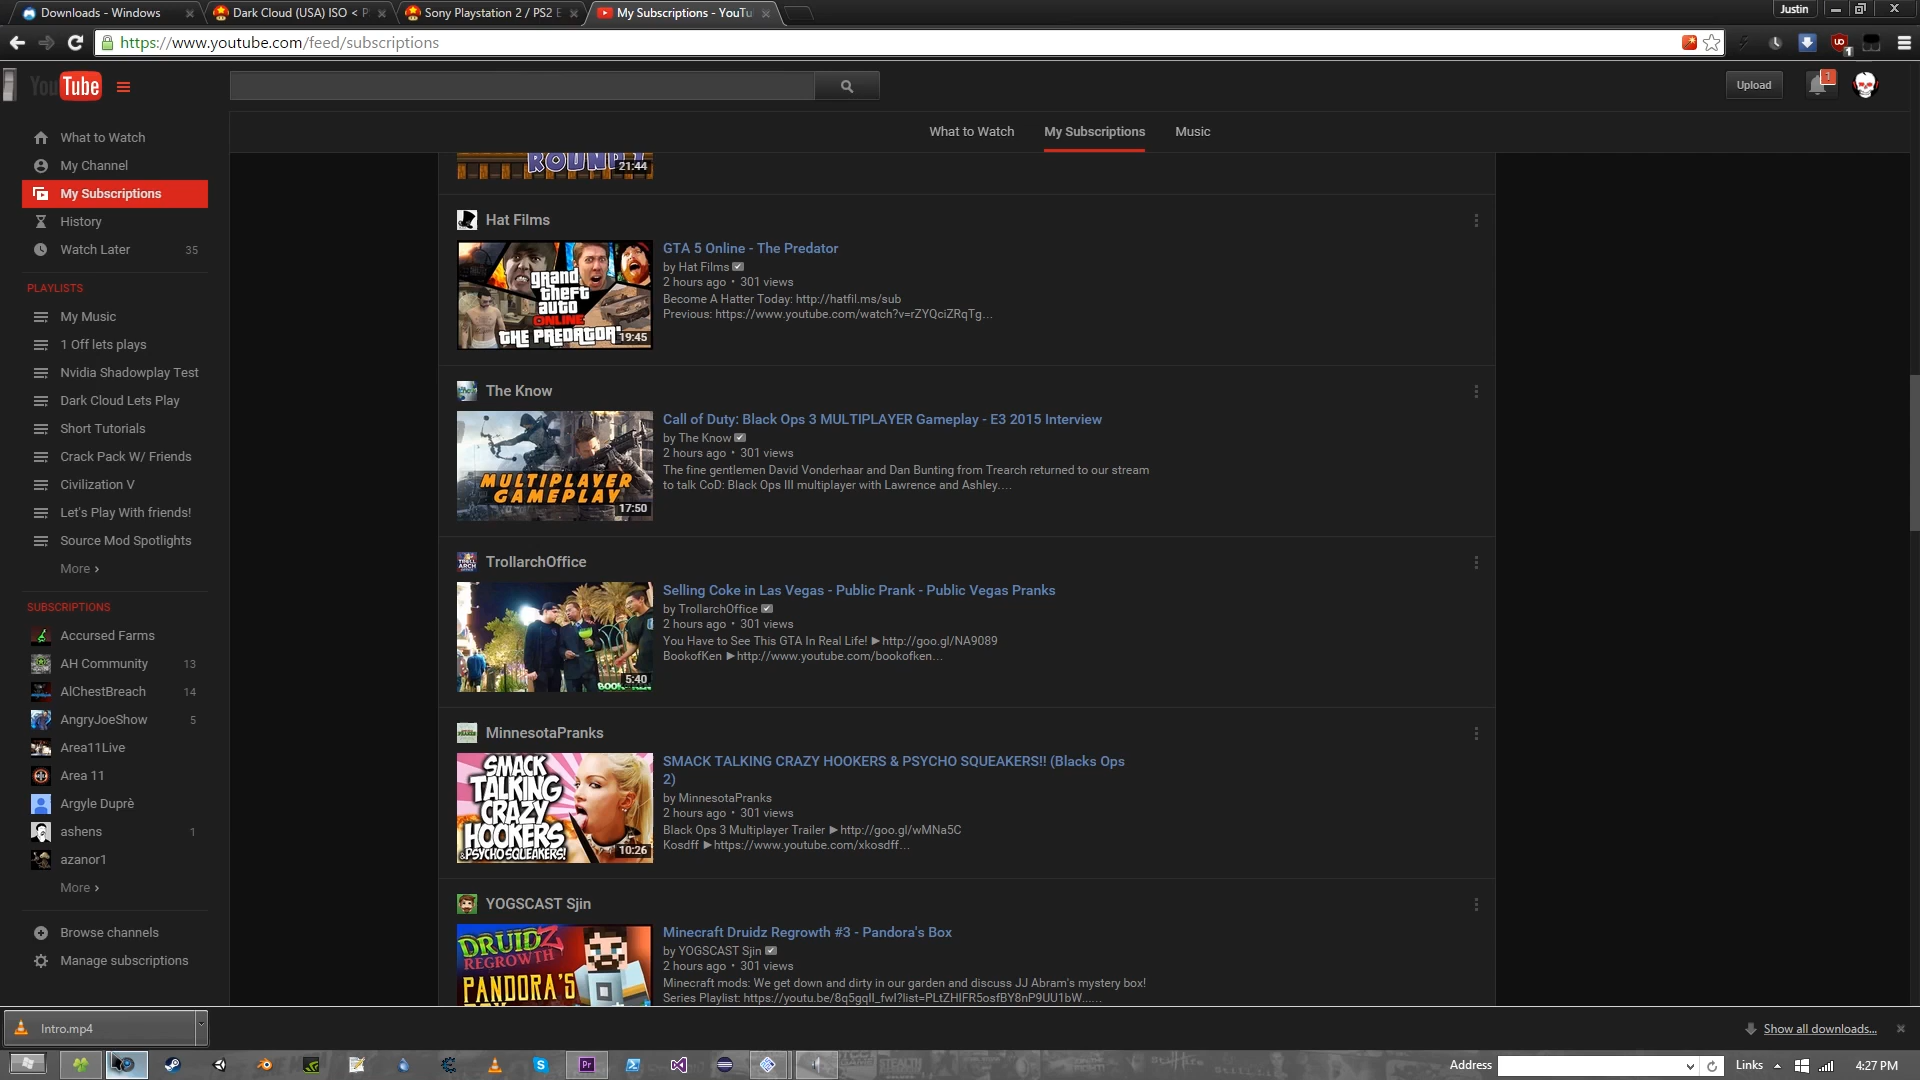 Downloads - Windows
Dark Cloud (USA) ISO < P
Sony Playstation 2 / PS2 E
My Subscriptions - YouTu
Justin
https://www.youtube.com/feed/subscriptions
YouTube
Upload
1
What to Watch
My Subscriptions
Music
What to Watch
My Channel
My Subscriptions
History
Watch Later 35
PLAYLISTS
My Music
1 Off lets plays
Nvidia Shadowplay Test
Dark Cloud Lets Play
Short Tutorials
Crack Pack W/ Friends
Civilization V
Let's Play With friends!
Source Mod Spotlights
More ›
SUBSCRIPTIONS
Accursed Farms
AH Community 13
AlChestBreach 14
AngryJoeShow 5
Area11Live
Area 11
Argyle Duprè
ashens 1
azanor1
More ›
Browse channels
Manage subscriptions
21:44
Hat Films
grand
theft
auto
ONLINE
THE PREDATOR
19:45
GTA 5 Online - The Predator
by Hat Films
2 hours ago • 301 views
Become A Hatter Today: http://hatfil.ms/sub
Previous: https://www.youtube.com/watch?v=rZYQciZRqTg...
The Know
MULTIPLAYER
GAMEPLAY
17:50
Call of Duty: Black Ops 3 MULTIPLAYER Gameplay - E3 2015 Interview
by The Know
2 hours ago • 301 views
The fine gentlemen David Vonderhaar and Dan Bunting from Trearch returned to our stream
to talk CoD: Black Ops III multiplayer with Lawrence and Ashley....
TrollarchOffice
5:40
Selling Coke in Las Vegas - Public Prank - Public Vegas Pranks
by TrollarchOffice
2 hours ago • 301 views
You Have to See This GTA In Real Life! ►http://goo.gl/NA9089
BookofKen ►http://www.youtube.com/bookofken...
MinnesotaPranks
SMACK
TALKING
CRAZY
HOOKERS
& PSYCHO SQUEAKERS!
10:26
SMACK TALKING CRAZY HOOKERS & PSYCHO SQUEAKERS!! (Blacks Ops
2)
by MinnesotaPranks
2 hours ago • 301 views
Black Ops 3 Multiplayer Trailer ►http://goo.gl/wMNa5C
Kosdff ►https://www.youtube.com/xkosdff...
YOGSCAST Sjin
DRUIDZ
REGROWTH
PANDORA'S
Minecraft Druidz Regrowth #3 - Pandora's Box
by YOGSCAST Sjin
2 hours ago • 301 views
Minecraft mods: We get down and dirty in our garden and discuss JJ Abram's mystery box!
Series Playlist: https://youtu.be/8q5gqIl_fwI?list=PLtZHIFR5osfBY8nP9UU1bW......
Intro.mp4
Show all downloads...
Address
Links
4:27 PM